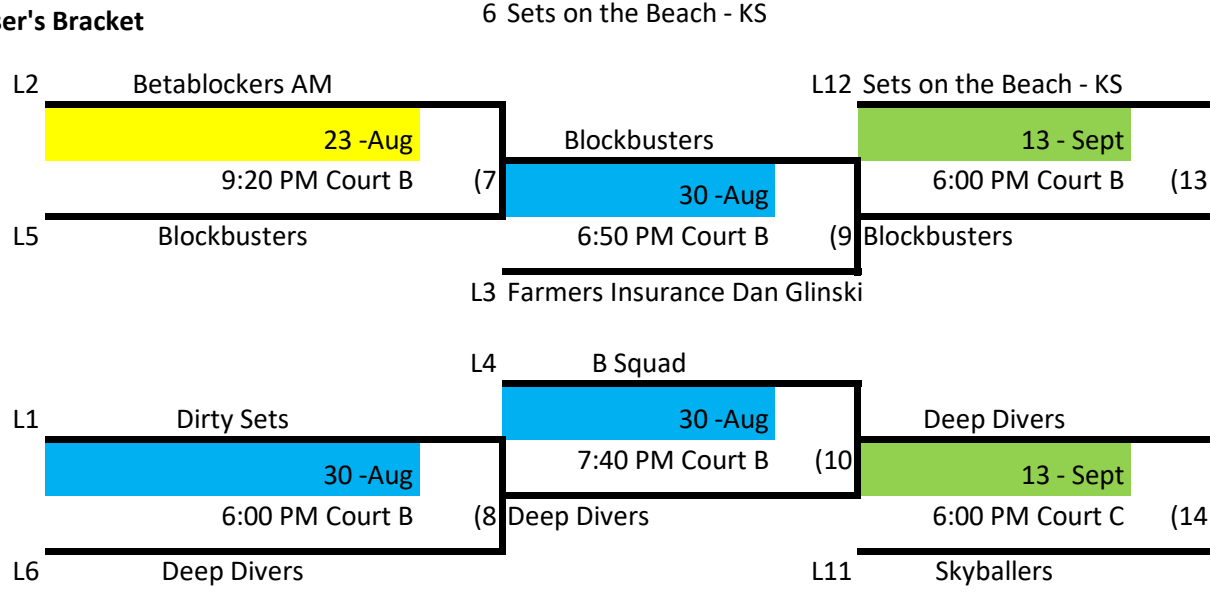 ser's Bracket
6 Sets on the Beach - KS
L2 Betablockers AM
L12 Sets on the Beach - KS
23 -Aug
Blockbusters
13 - Sept
9:20 PM Court B (7
30 -Aug
6:00 PM Court B (13
L5 Blockbusters
6:50 PM Court B (9
Blockbusters
L3 Farmers Insurance Dan Glinski
L4 B Squad
L1 Dirty Sets
30 -Aug
Deep Divers
30 -Aug
7:40 PM Court B (10
13 - Sept
6:00 PM Court B (8
Deep Divers
6:00 PM Court C (14
L6 Deep Divers
L11 Skyballers